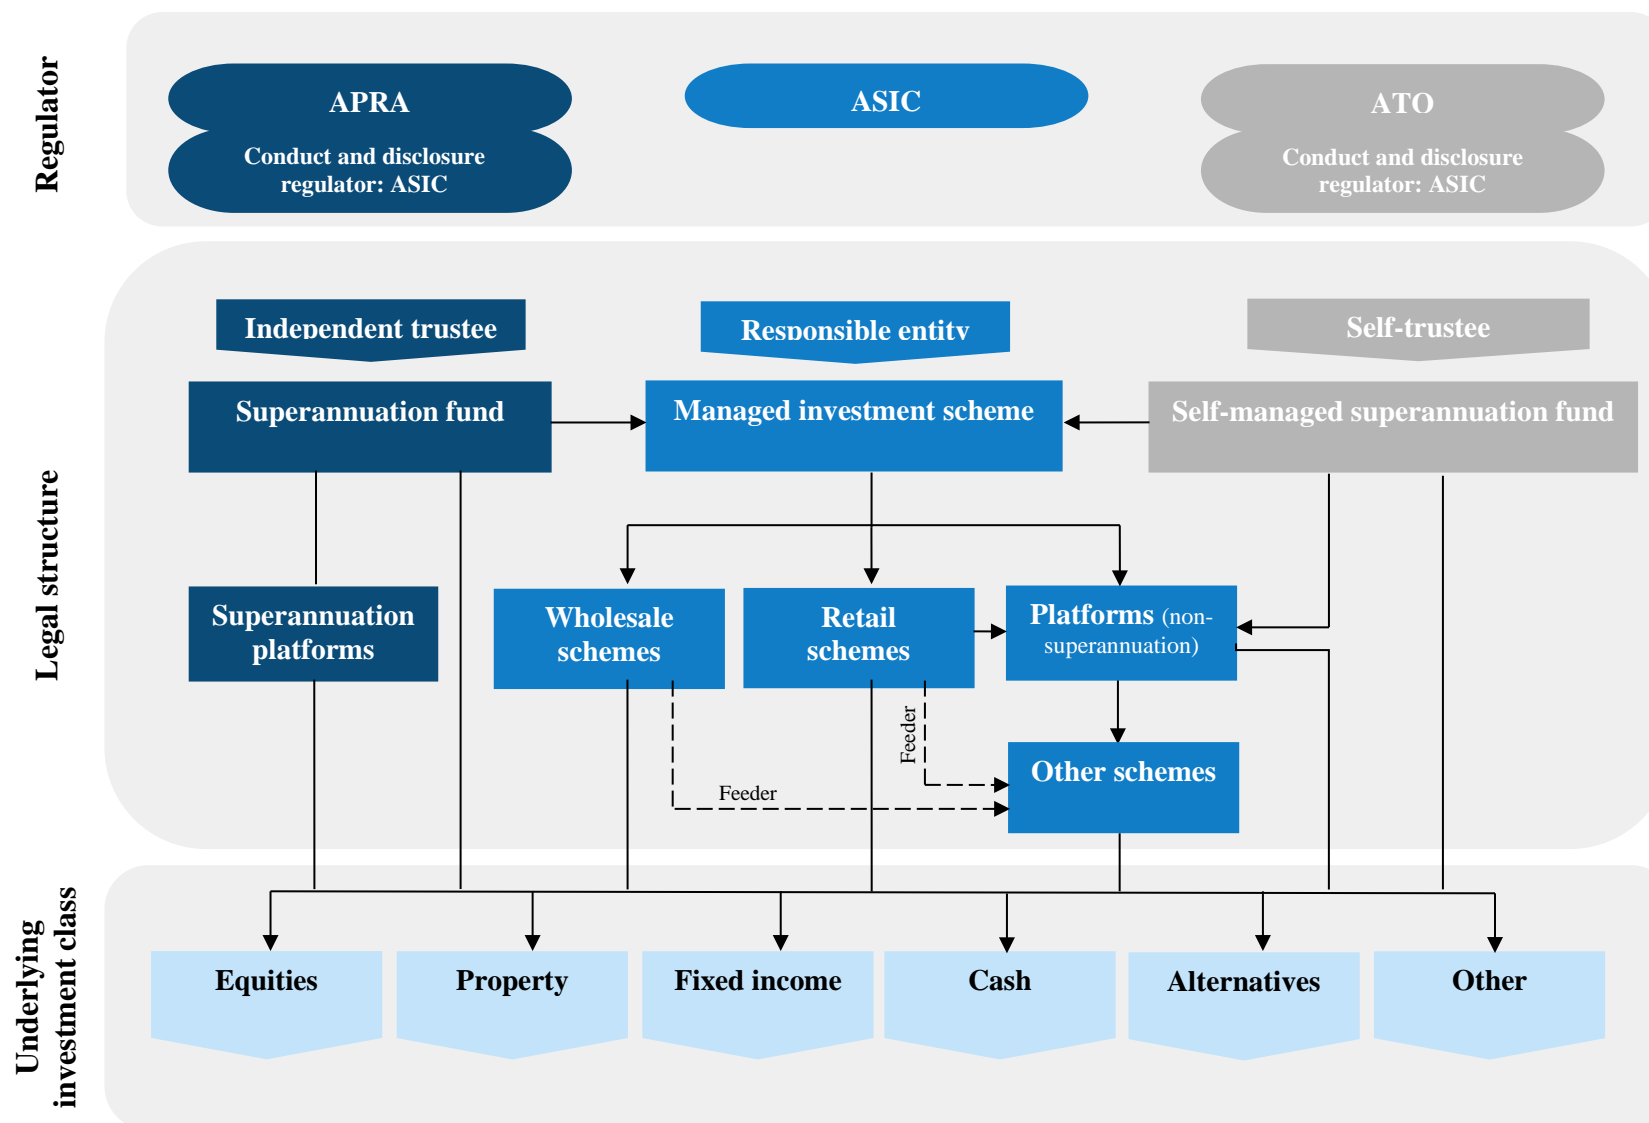 Regulator
APRA
Conduct and disclosure
regulator: ASIC
ASIC
ATO
Conduct and disclosure
regulator: ASIC
Legal structure
Independent trustee
Responsible entity
Self-trustee
Superannuation fund
Managed investment scheme
Self-managed superannuation fund
Superannuation
platforms
Wholesale
schemes
Retail
schemes
Platforms (non-
superannuation)
Feeder
Feeder
Other schemes
Underlying
investment class
Equities
Property
Fixed income
Cash
Alternatives
Other